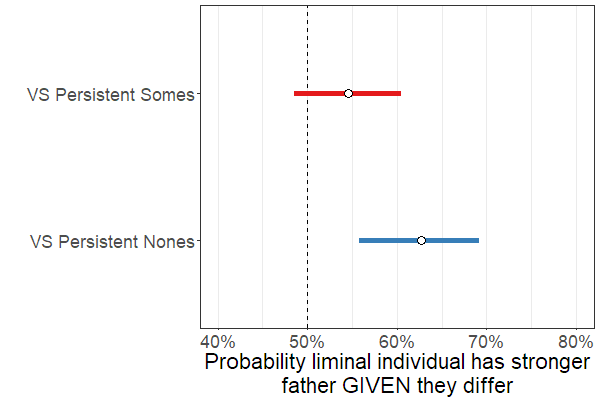 VS Persistent Somes
VS Persistent Nones
40% 50% 60% 70% 80%
Probability liminal individual has stronger
father GIVEN they differ